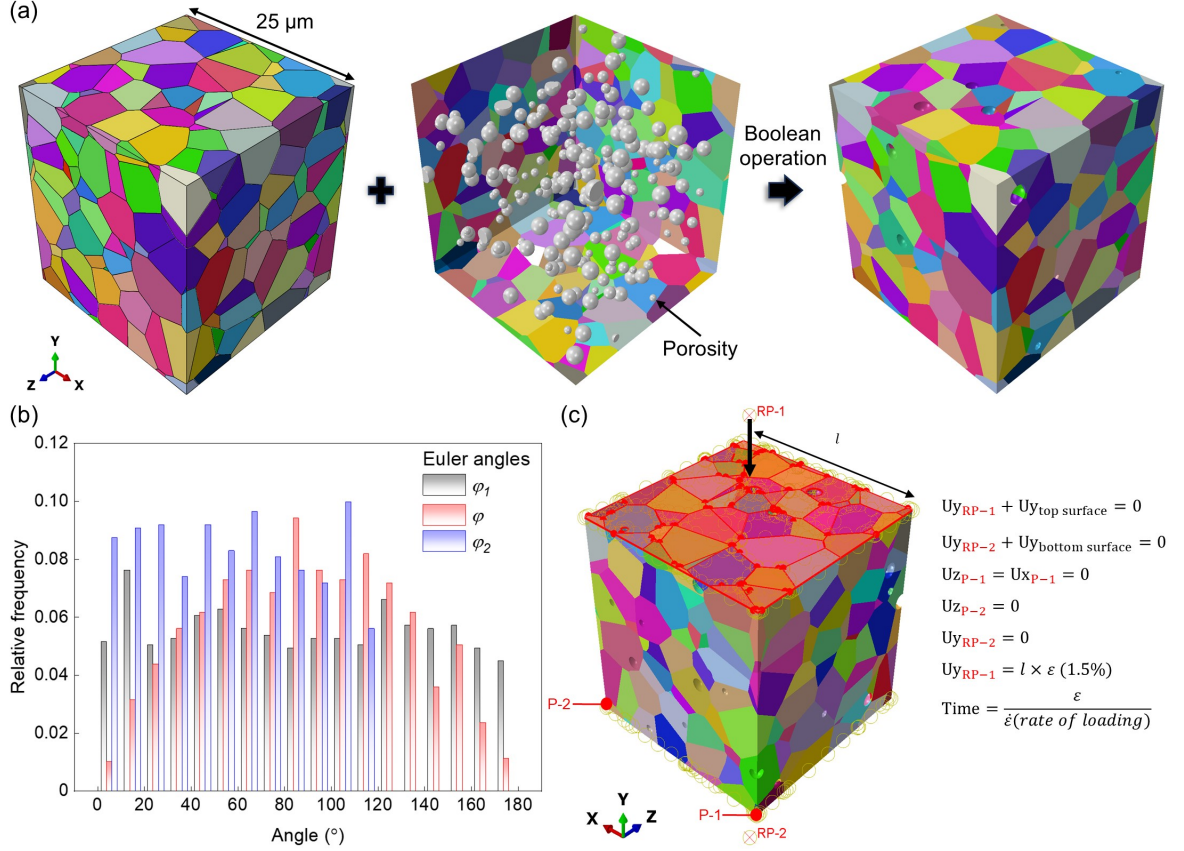 (a)
25 µm
Boolean
operation
Porosity
Y
Z
X
(b)
Relative frequency
0.12
0.10
0.08
0.06
0.04
0.02
0
Euler angles
φ1
φ
φ2
0 20 40 60 80 100 120 140 160 180
Angle (°)
(c)
RP-1
l
P-2
P-1
RP-2
Y
X
Z
Uy_RP−1 + Uy_top surface = 0
Uy_RP−2 + Uy_bottom surface = 0
Uz_P−1 = Ux_P−1 = 0
Uz_P−2 = 0
Uy_RP−2 = 0
Uy_RP−1 = l × ε (1.5%)
Time = ε / ε̇(rate of loading)